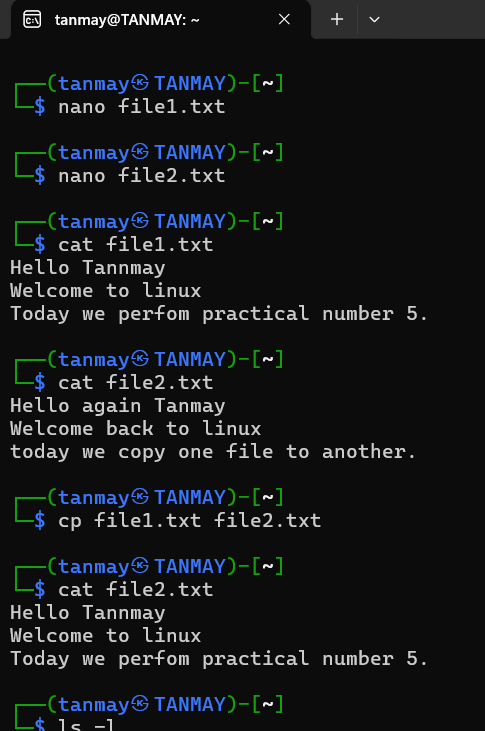 tanmay@TANMAY: ~
┌──(tanmay㉿TANMAY)-[~]
└─$ nano file1.txt
┌──(tanmay㉿TANMAY)-[~]
└─$ nano file2.txt
┌──(tanmay㉿TANMAY)-[~]
└─$ cat file1.txt
Hello Tannmay
Welcome to linux
Today we perfom practical number 5.
┌──(tanmay㉿TANMAY)-[~]
└─$ cat file2.txt
Hello again Tanmay
Welcome back to linux
today we copy one file to another.
┌──(tanmay㉿TANMAY)-[~]
└─$ cp file1.txt file2.txt
┌──(tanmay㉿TANMAY)-[~]
└─$ cat file2.txt
Hello Tannmay
Welcome to linux
Today we perfom practical number 5.
┌──(tanmay㉿TANMAY)-[~]
└─$ ls -l